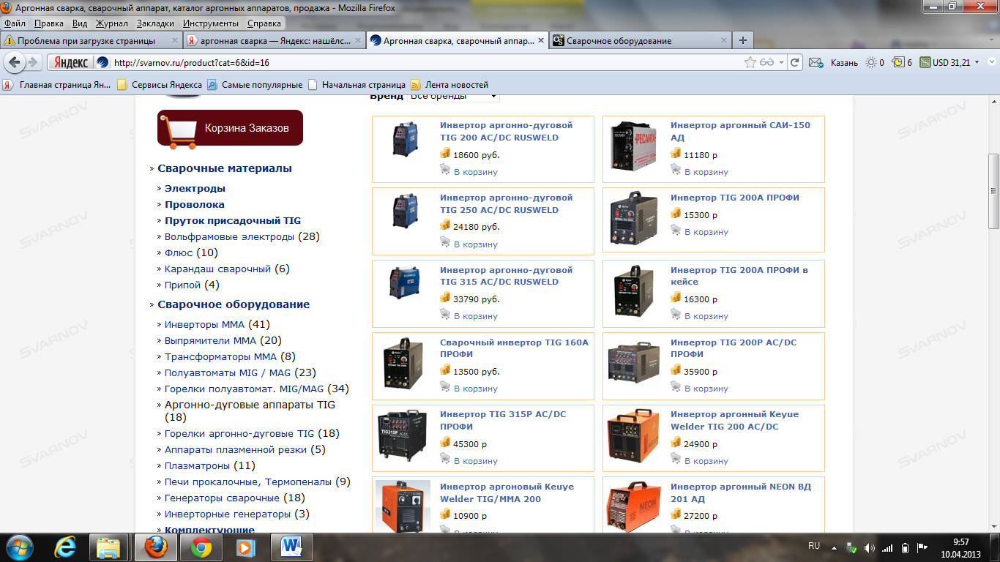 Аргонная сварка, сварочный аппарат, каталог аргонных аппаратов, продажа - Mozilla Firefox
Файл Правка Вид Журнал Закладки Инструменты Справка
Проблема при загрузке страницы
аргонная сварка — Яндекс: нашёлс...
Аргонная сварка, сварочный аппар...
Сварочное оборудование
Яндекс http://svarnov.ru/product?cat=6&id=16 Казань 0 6 USD 31,21
Главная страница Ян... Сервисы Яндекса Самые популярные Начальная страница Лента новостей
Бренд Все бренды
Корзина Заказов
Сварочные материалы
Электроды
Проволока
Пруток присадочный TIG
Вольфрамовые электроды (28)
Флюс (10)
Карандаш сварочный (6)
Припой (4)
Сварочное оборудование
Инверторы MMA (41)
Выпрямители MMA (20)
Трансформаторы MMA (8)
Полуавтоматы MIG / MAG (23)
Горелки полуавтомат. MIG/MAG (34)
Аргонно-дуговые аппараты TIG
(18)
Горелки аргонно-дуговые TIG (18)
Аппараты плазменной резки (5)
Плазматроны (11)
Печи прокалочные, Термопеналы (9)
Генераторы сварочные (18)
Инверторные генераторы (3)
Комплектующие
Инвертор аргонно-дуговой
TIG 200 AC/DC RUSWELD
18600 руб.
В корзину
Инвертор аргонный САИ-150
АД
11180 р
В корзину
РЕСАНТА
Инвертор аргонно-дуговой
TIG 250 AC/DC RUSWELD
24180 руб.
В корзину
Инвертор TIG 200A ПРОФИ
15300 р
В корзину
Инвертор аргонно-дуговой
TIG 315 AC/DC RUSWELD
33790 руб.
В корзину
Инвертор TIG 200A ПРОФИ в
кейсе
16300 р
В корзину
Сварочный инвертор TIG 160A
ПРОФИ
13500 руб.
В корзину
Инвертор TIG 200P AC/DC
ПРОФИ
35900 р
В корзину
Инвертор TIG 315P AC/DC
ПРОФИ
45300 р
В корзину
TIG315P
Инвертор аргонный Keyue
Welder TIG 200 AC/DC
24900 р
В корзину
Инвертор аргоновый Keuye
Welder TIG/MMA 200
10900 р
В корзину
Инвертор аргонный NEON ВД
201 АД
27200 р
В корзину
NEON
SVARNOV
SVARNOV
SVARNOV
SVARNOV
SVARNOV
SVARNOV
SVARNOV
SVARNOV
RU
9:57
10.04.2013